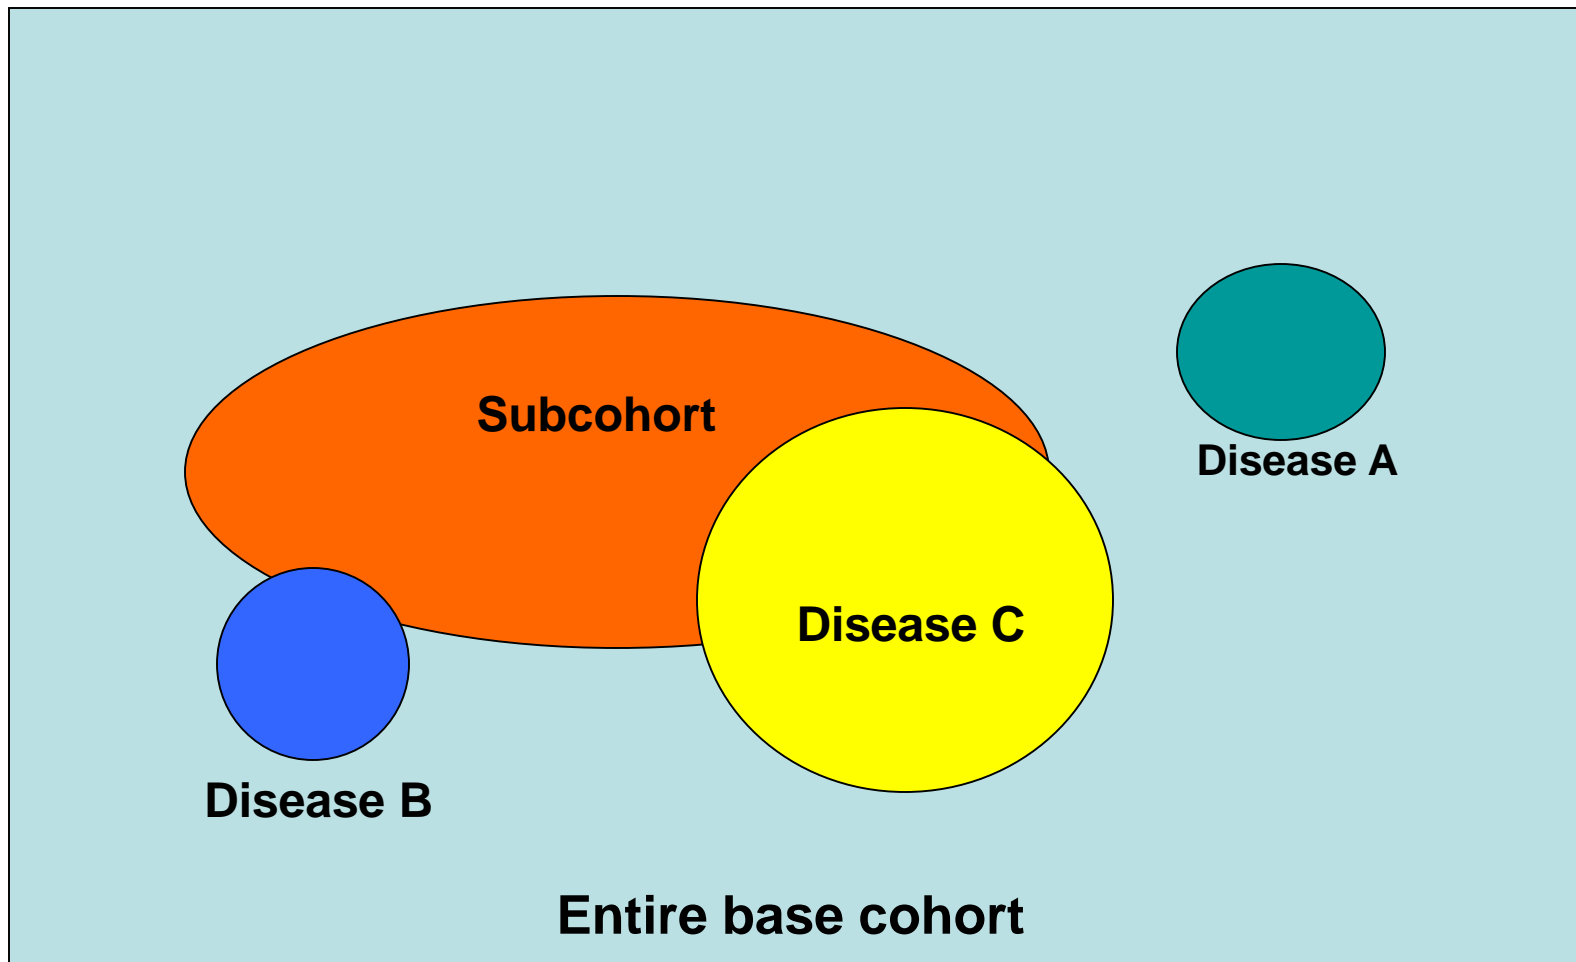 Subcohort
Disease A
Disease C
Disease B
Entire base cohort